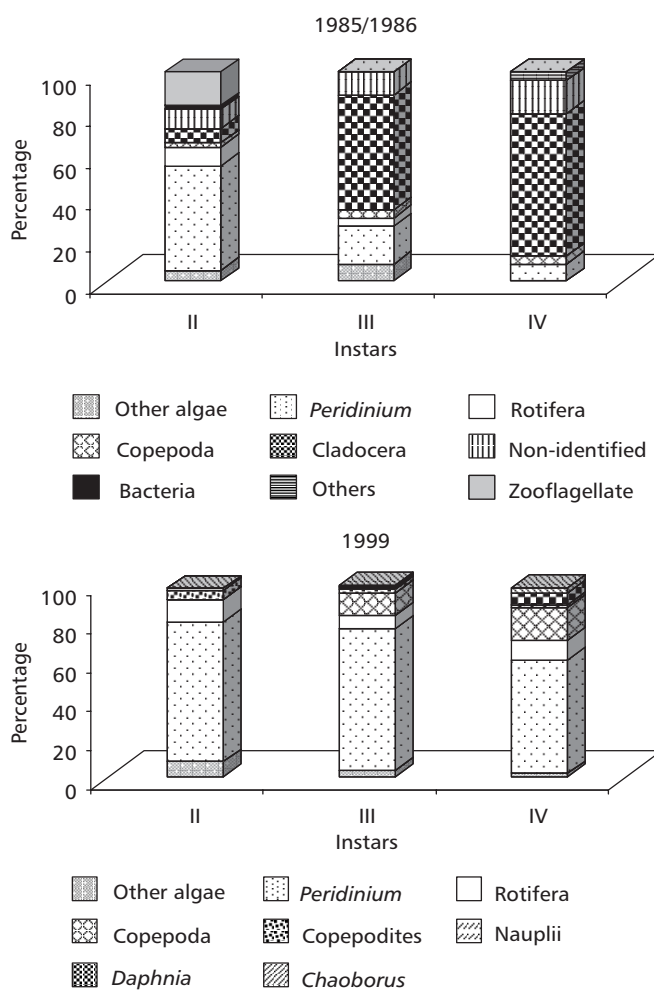 1985/1986
Percentage
100
80
60
40
20
0
II III IV
Instars
Other algae Peridinium Rotifera
Copepoda Cladocera Non-identified
Bacteria Others Zooflagellate
1999
Percentage
100
80
60
40
20
0
II III IV
Instars
Other algae Peridinium Rotifera
Copepoda Copepodites Nauplii
Daphnia Chaoborus